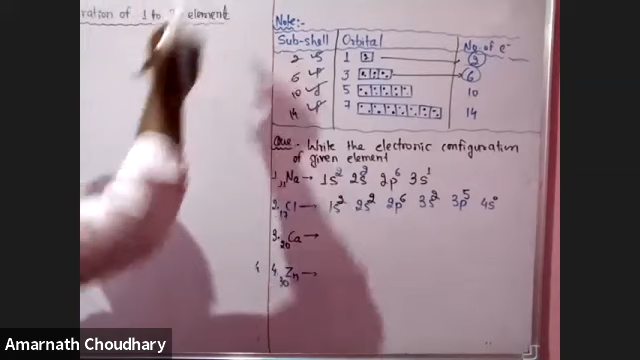 ration of 1 to element
Note:
Sub-shell Orbital No. of e⁻
2 s 1 2
6 p 3 6
10 5 10
14 7 14
Que - Write the electronic configuration
of given element
1. ₁₁Na → 1s² 2s² 2p⁶ 3s¹
2. ₁₇Cl → 1s² 2s² 2p⁶ 3s² 3p⁵ 4s⁰
3. ₂₀Ca →
4. ₃₀Zn →
Amarnath Choudhary